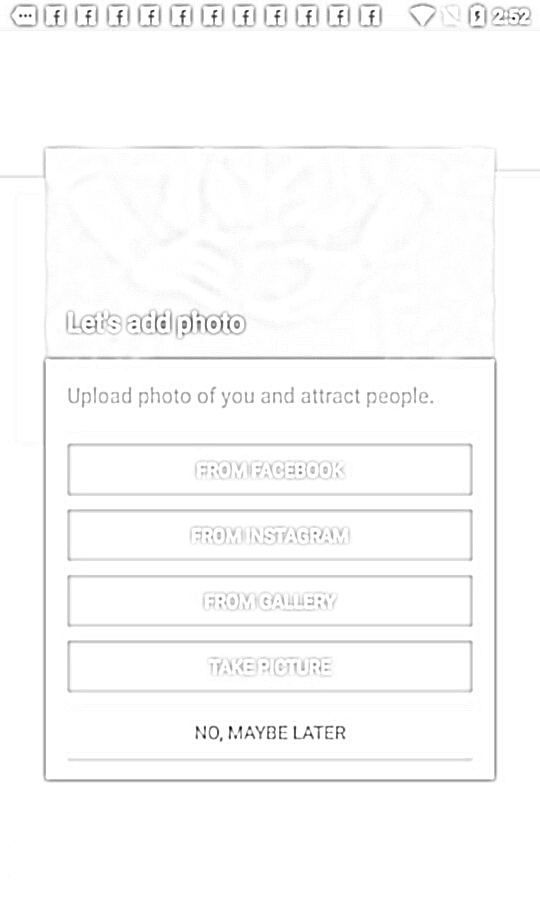 2:52
Let's add photo
Upload photo of you and attract people.
FROM FACEBOOK
FROM INSTAGRAM
FROM GALLERY
TAKE PICTURE
NO, MAYBE LATER